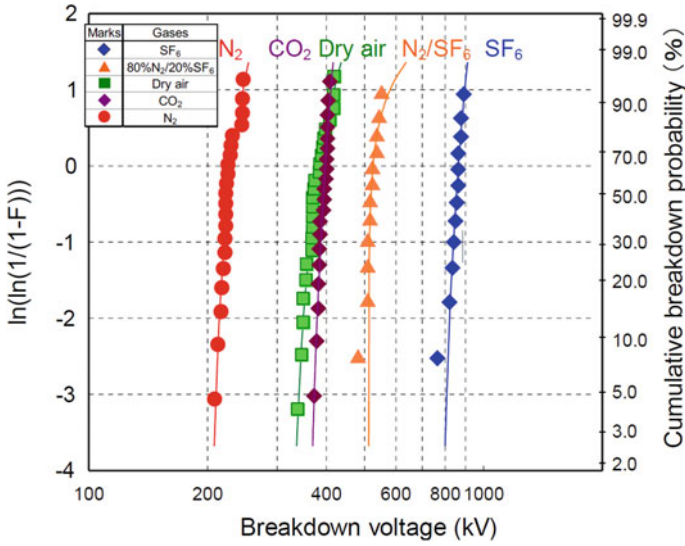 Marks Gases
SF6
80%N2/20%SF6
Dry air
CO2
N2
N2 CO2 Dry air N2/SF6 SF6
2
1
0
-1
-2
-3
-4
ln(ln(1/(1-F)))
99.9
99.0
90.0
70.0
50.0
30.0
20.0
10.0
5.0
3.0
2.0
Cumulative breakdown probability (%)
100 200 400 600 800 1000
Breakdown voltage (kV)